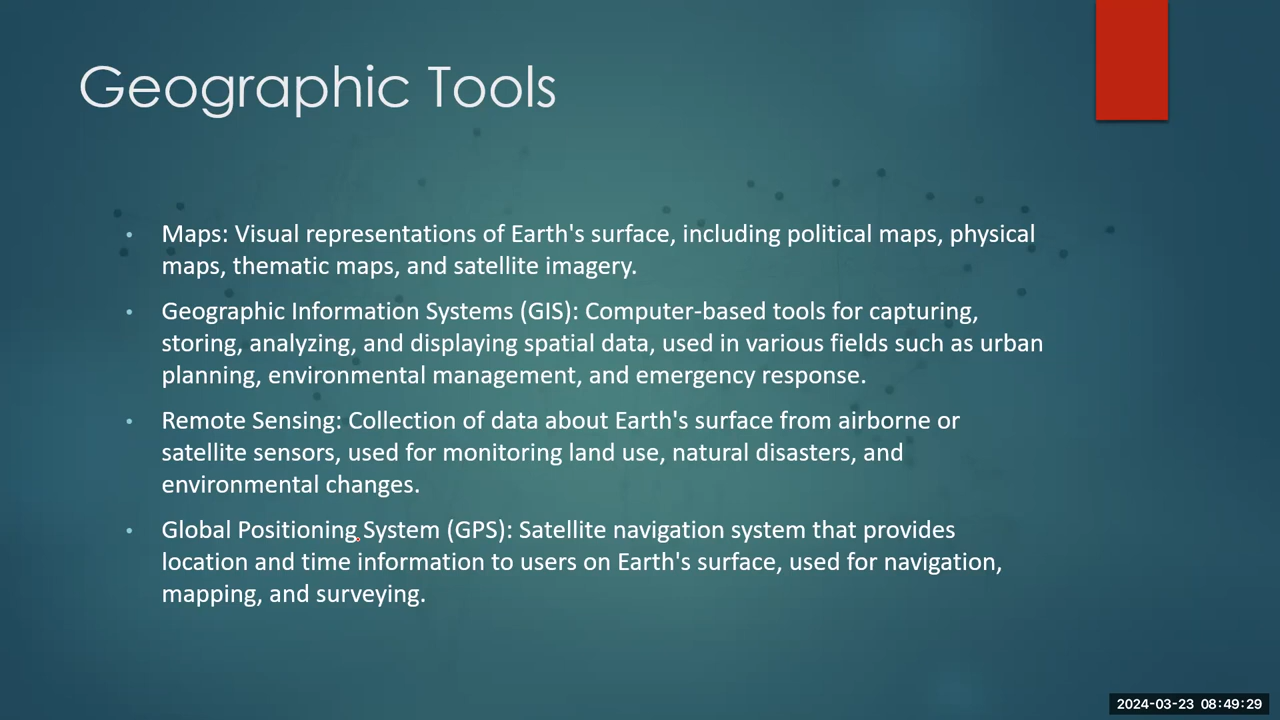 Geographic Tools
• Maps: Visual representations of Earth's surface, including political maps, physical
maps, thematic maps, and satellite imagery.
• Geographic Information Systems (GIS): Computer-based tools for capturing,
storing, analyzing, and displaying spatial data, used in various fields such as urban
planning, environmental management, and emergency response.
• Remote Sensing: Collection of data about Earth's surface from airborne or
satellite sensors, used for monitoring land use, natural disasters, and
environmental changes.
• Global Positioning System (GPS): Satellite navigation system that provides
location and time information to users on Earth's surface, used for navigation,
mapping, and surveying.
2024-03-23 08:49:29